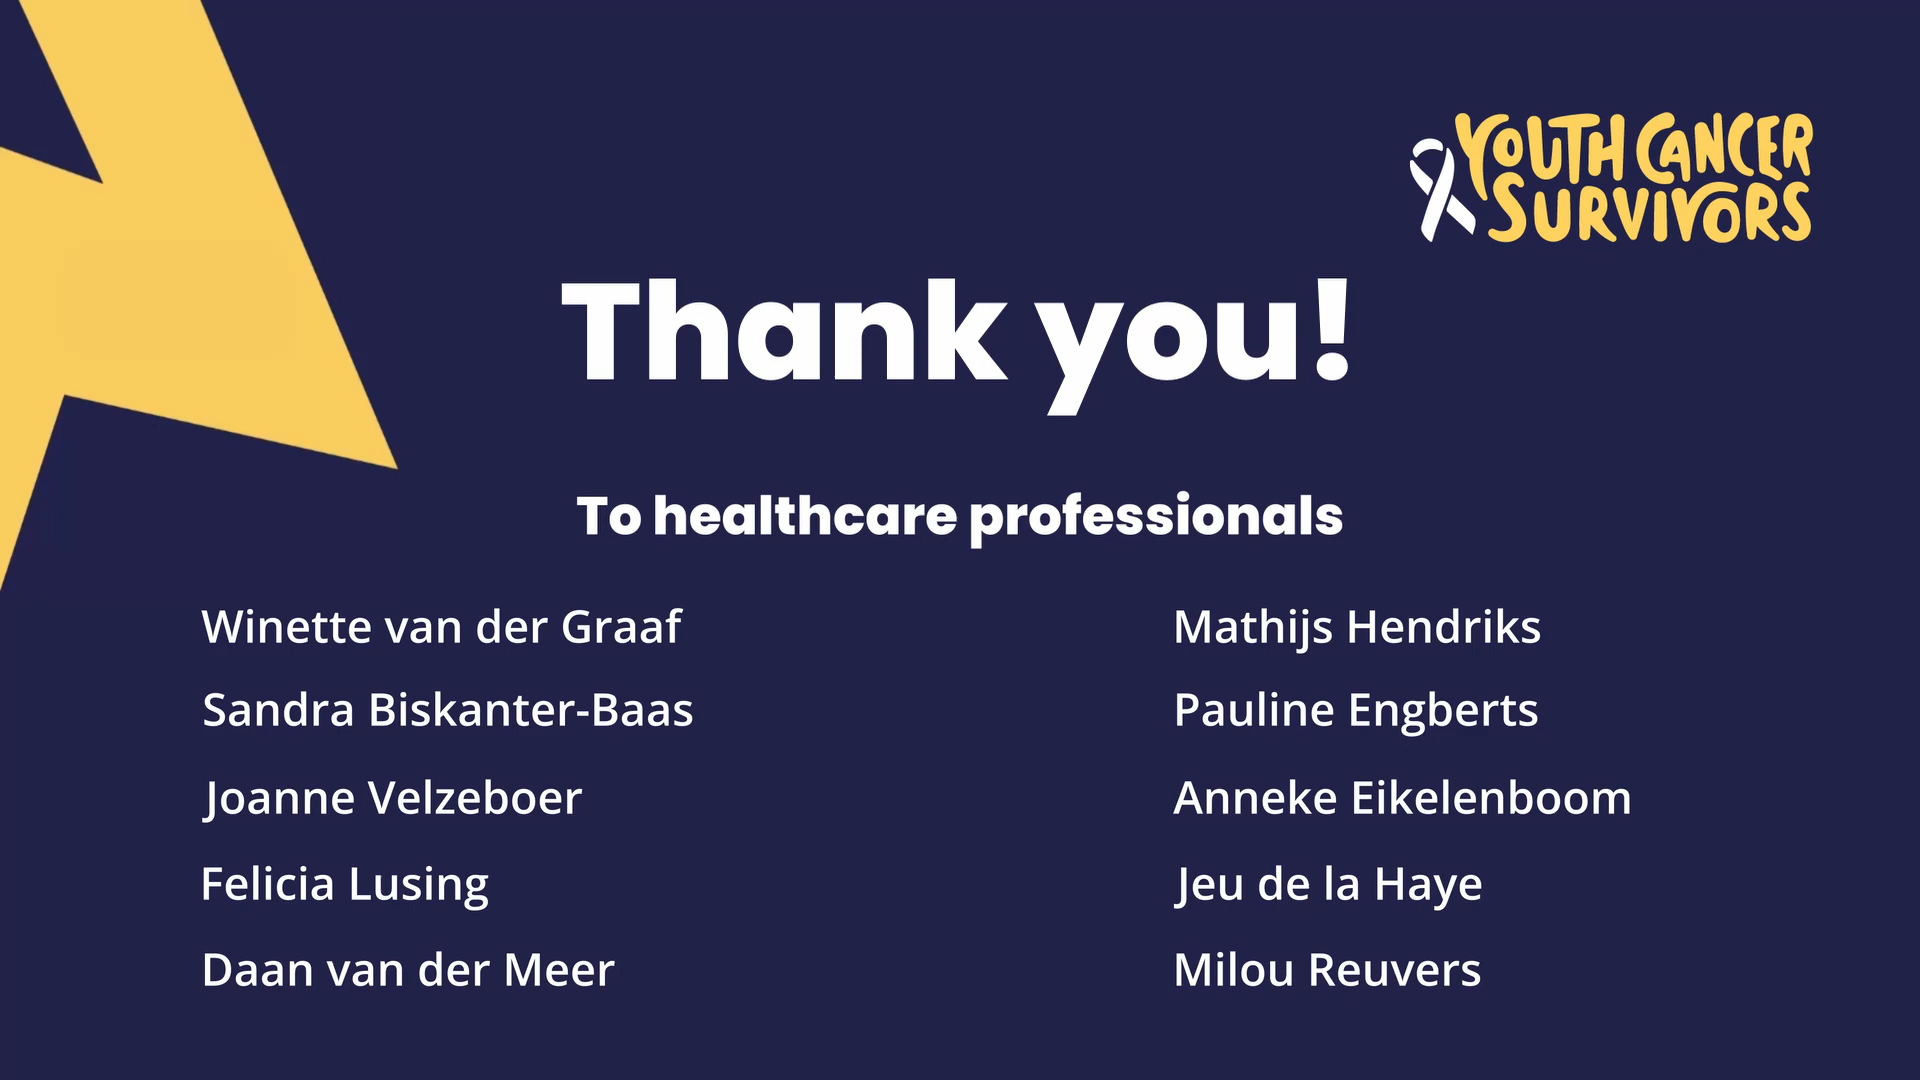 YOUTH CANCER
SURVIVORS
Thank you!
To healthcare professionals
Winette van der Graaf
Sandra Biskanter-Baas
Joanne Velzeboer
Felicia Lusing
Daan van der Meer
Mathijs Hendriks
Pauline Engberts
Anneke Eikelenboom
Jeu de la Haye
Milou Reuvers